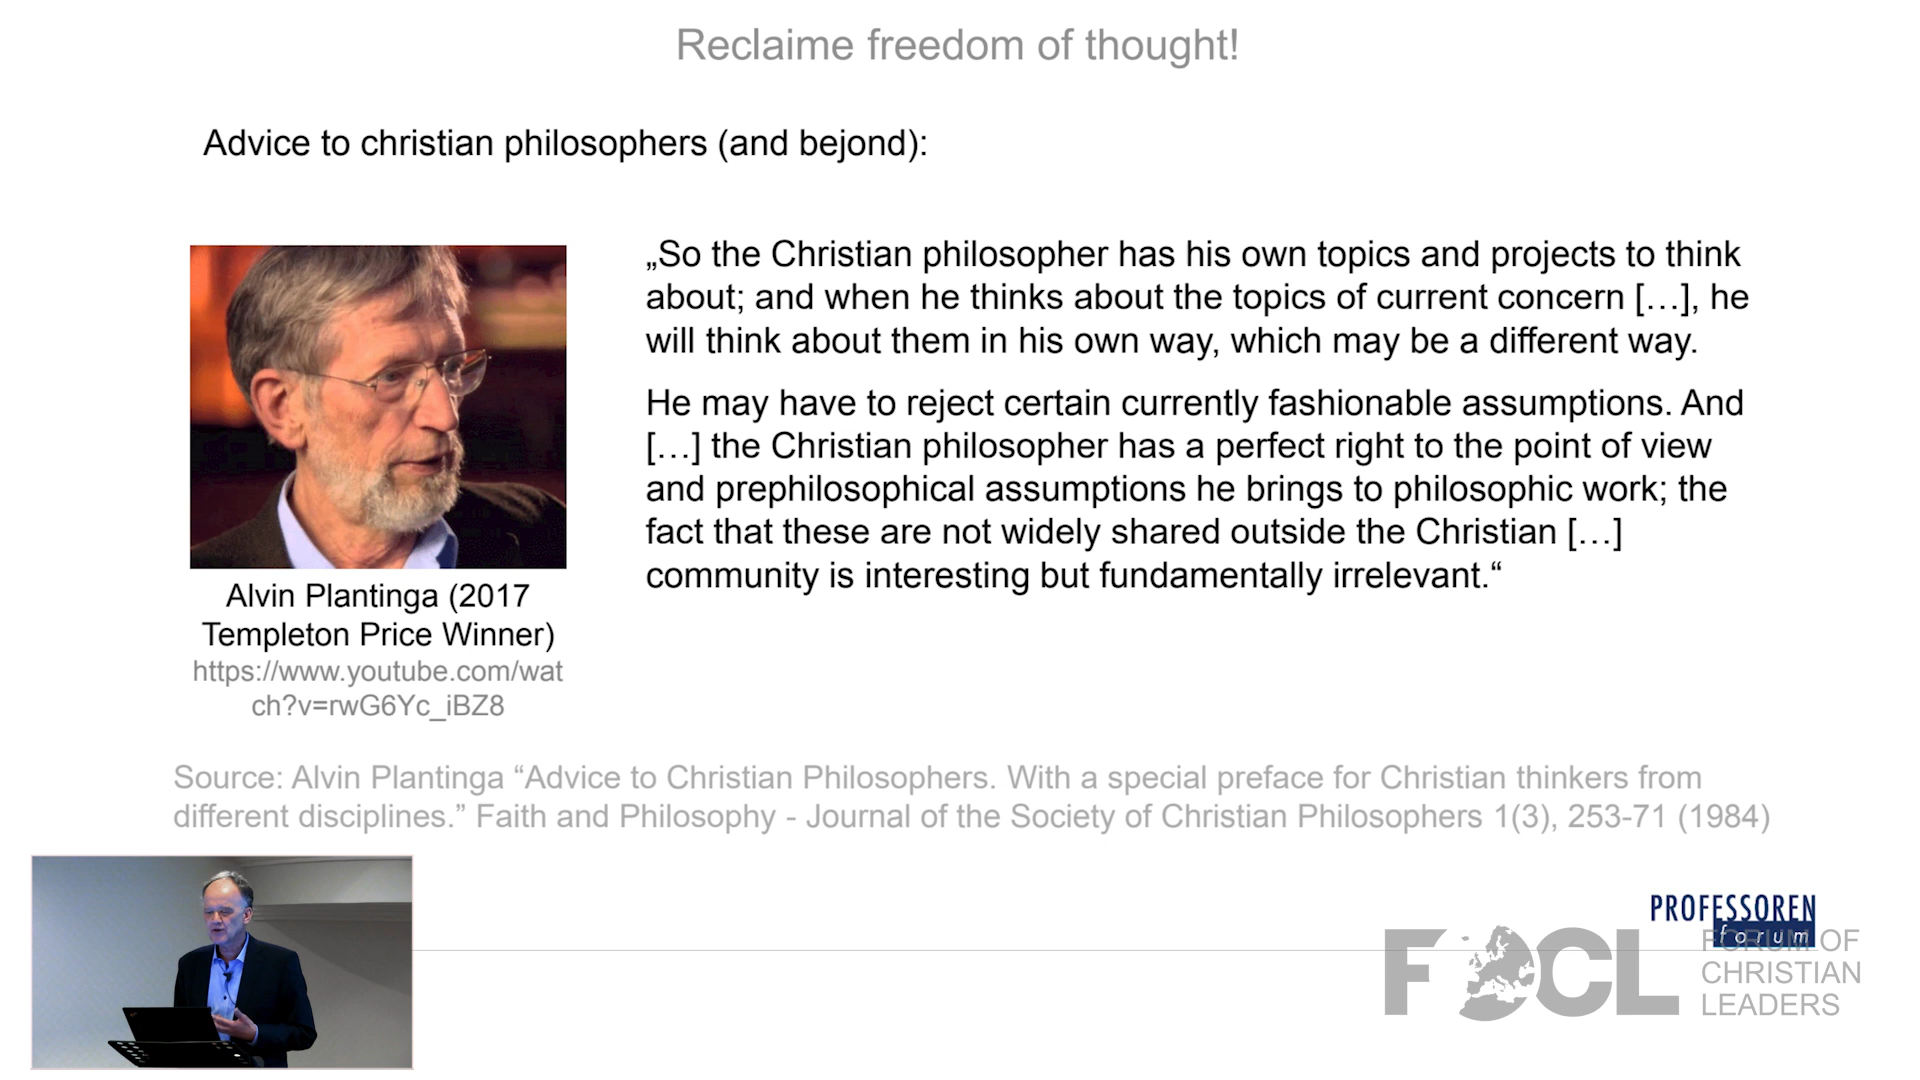 Reclaime freedom of thought!
Advice to christian philosophers (and bejond):
„So the Christian philosopher has his own topics and projects to think
about; and when he thinks about the topics of current concern […], he
will think about them in his own way, which may be a different way.
He may have to reject certain currently fashionable assumptions. And
[…] the Christian philosopher has a perfect right to the point of view
and prephilosophical assumptions he brings to philosophic work; the
fact that these are not widely shared outside the Christian […]
community is interesting but fundamentally irrelevant.“
Alvin Plantinga (2017
Templeton Price Winner)
https://www.youtube.com/wat
ch?v=rwG6Yc_iBZ8
Source: Alvin Plantinga “Advice to Christian Philosophers. With a special preface for Christian thinkers from
different disciplines.” Faith and Philosophy - Journal of the Society of Christian Philosophers 1(3), 253-71 (1984)
PROFESSOREN
forum
FOCL
FORUM OF
CHRISTIAN
LEADERS